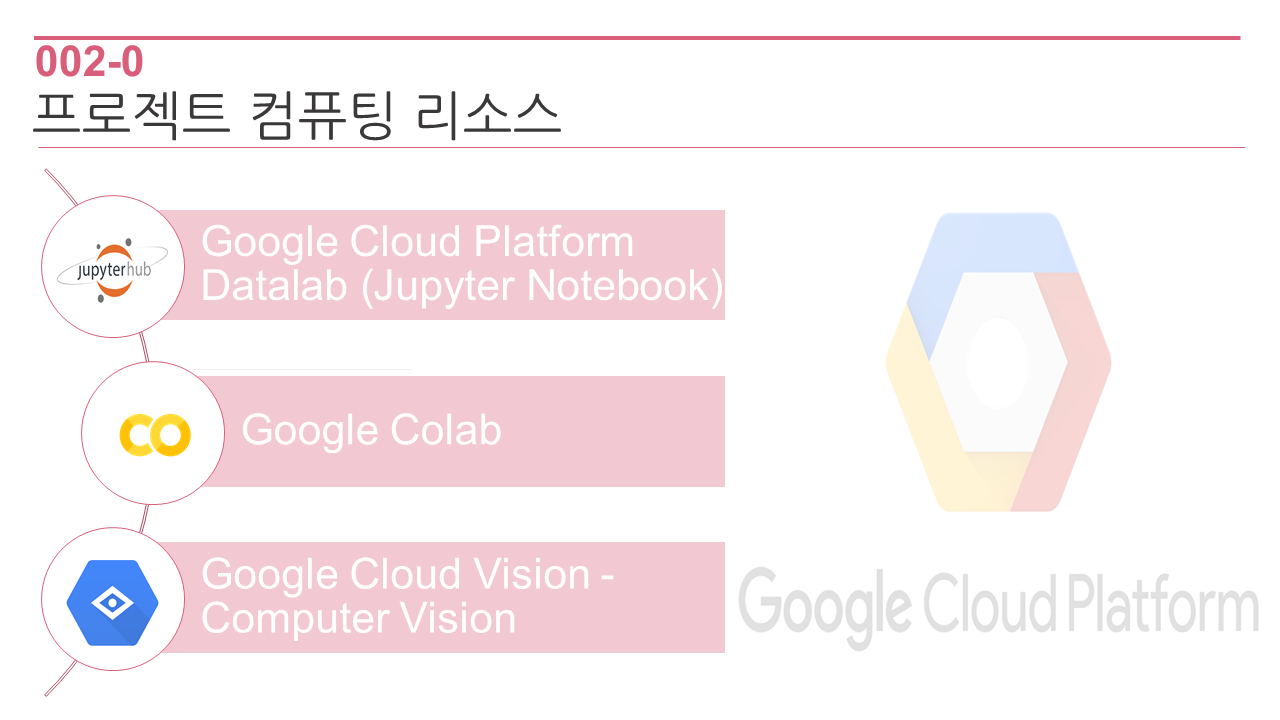 002-0
프로젝트 컴퓨팅 리소스
jupyterhub
Google Cloud Platform
Datalab (Jupyter Notebook)
Google Colab
Google Cloud Vision -
Computer Vision
Google Cloud Platform